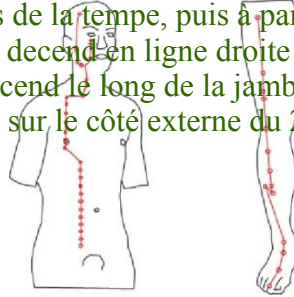 s de la tempe, puis à par
decend en ligne droite
cend le long de la jamb
sur le côté externe du